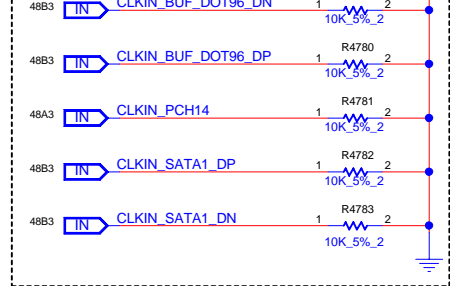 48B3 IN CLKIN_BUF_DOT96_DN 1 2
10K_5%_2
R4780
48B3 IN CLKIN_BUF_DOT96_DP 1 2
10K_5%_2
R4781
48A3 IN CLKIN_PCH14 1 2
10K_5%_2
R4782
48B3 IN CLKIN_SATA1_DP 1 2
10K_5%_2
R4783
48B3 IN CLKIN_SATA1_DN 1 2
10K_5%_2